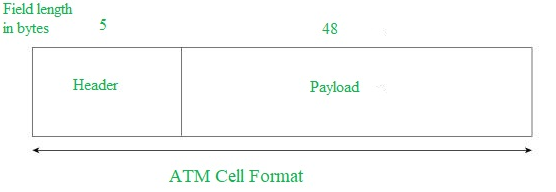 Field length
in bytes 5 48
Header Payload
ATM Cell Format